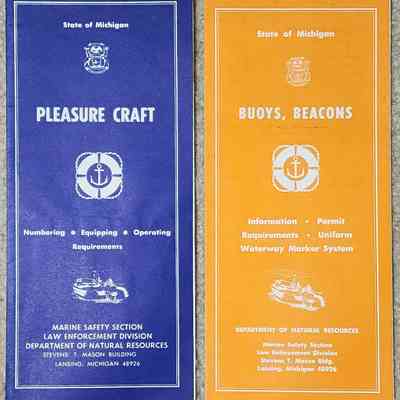 State of Michigan
PLEASURE CRAFT
Numbering • Equipping • Operating
Requirements
MARINE SAFETY SECTION
LAW ENFORCEMENT DIVISION
DEPARTMENT OF NATURAL RESOURCES
STEVENS T. MASON BUILDING
LANSING, MICHIGAN 48926
State of Michigan
BUOYS, BEACONS
Information • Permit
Requirements • Uniform
Waterway Marker System
DEPARTMENT OF NATURAL RESOURCES
Marine Safety Section
Law Enforcement Division
Stevens T. Mason Bldg.
Lansing, Michigan 48926